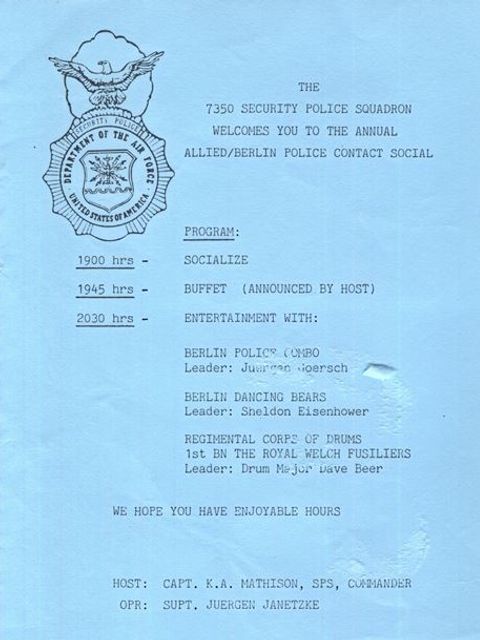 SECURITY POLICE
DEPARTMENT OF THE AIR FORCE
UNITED STATES OF AMERICA
THE
7350 SECURITY POLICE SQUADRON
WELCOMES YOU TO THE ANNUAL
ALLIED/BERLIN POLICE CONTACT SOCIAL
PROGRAM:
1900 hrs - SOCIALIZE
1945 hrs - BUFFET (ANNOUNCED BY HOST)
2030 hrs - ENTERTAINMENT WITH:
BERLIN POLICE COMBO
Leader: Juergen Goersch
BERLIN DANCING BEARS
Leader: Sheldon Eisenhower
REGIMENTAL CORPS OF DRUMS
1st BN THE ROYAL WELCH FUSILIERS
Leader: Drum Major Dave Beer
WE HOPE YOU HAVE ENJOYABLE HOURS
HOST: CAPT. K.A. MATHISON, SPS, COMMANDER
OPR: SUPT. JUERGEN JANETZKE